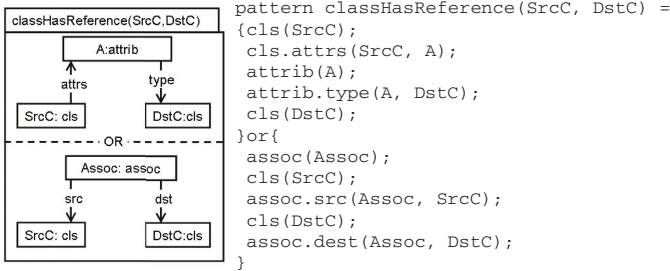 classHasReference(SrcC,DstC)
A:attrib
attrs
type
SrcC: cls
DstC:cls
OR
Assoc: assoc
src
dst
SrcC: cls
DstC:cls
pattern classHasReference(SrcC, DstC) =
{cls(SrcC);
cls.attrs(SrcC, A);
attrib(A);
attrib.type(A, DstC);
cls(DstC);
}or{
assoc(Assoc);
cls(SrcC);
assoc.src(Assoc, SrcC);
cls(DstC);
assoc.dest(Assoc, DstC);
}